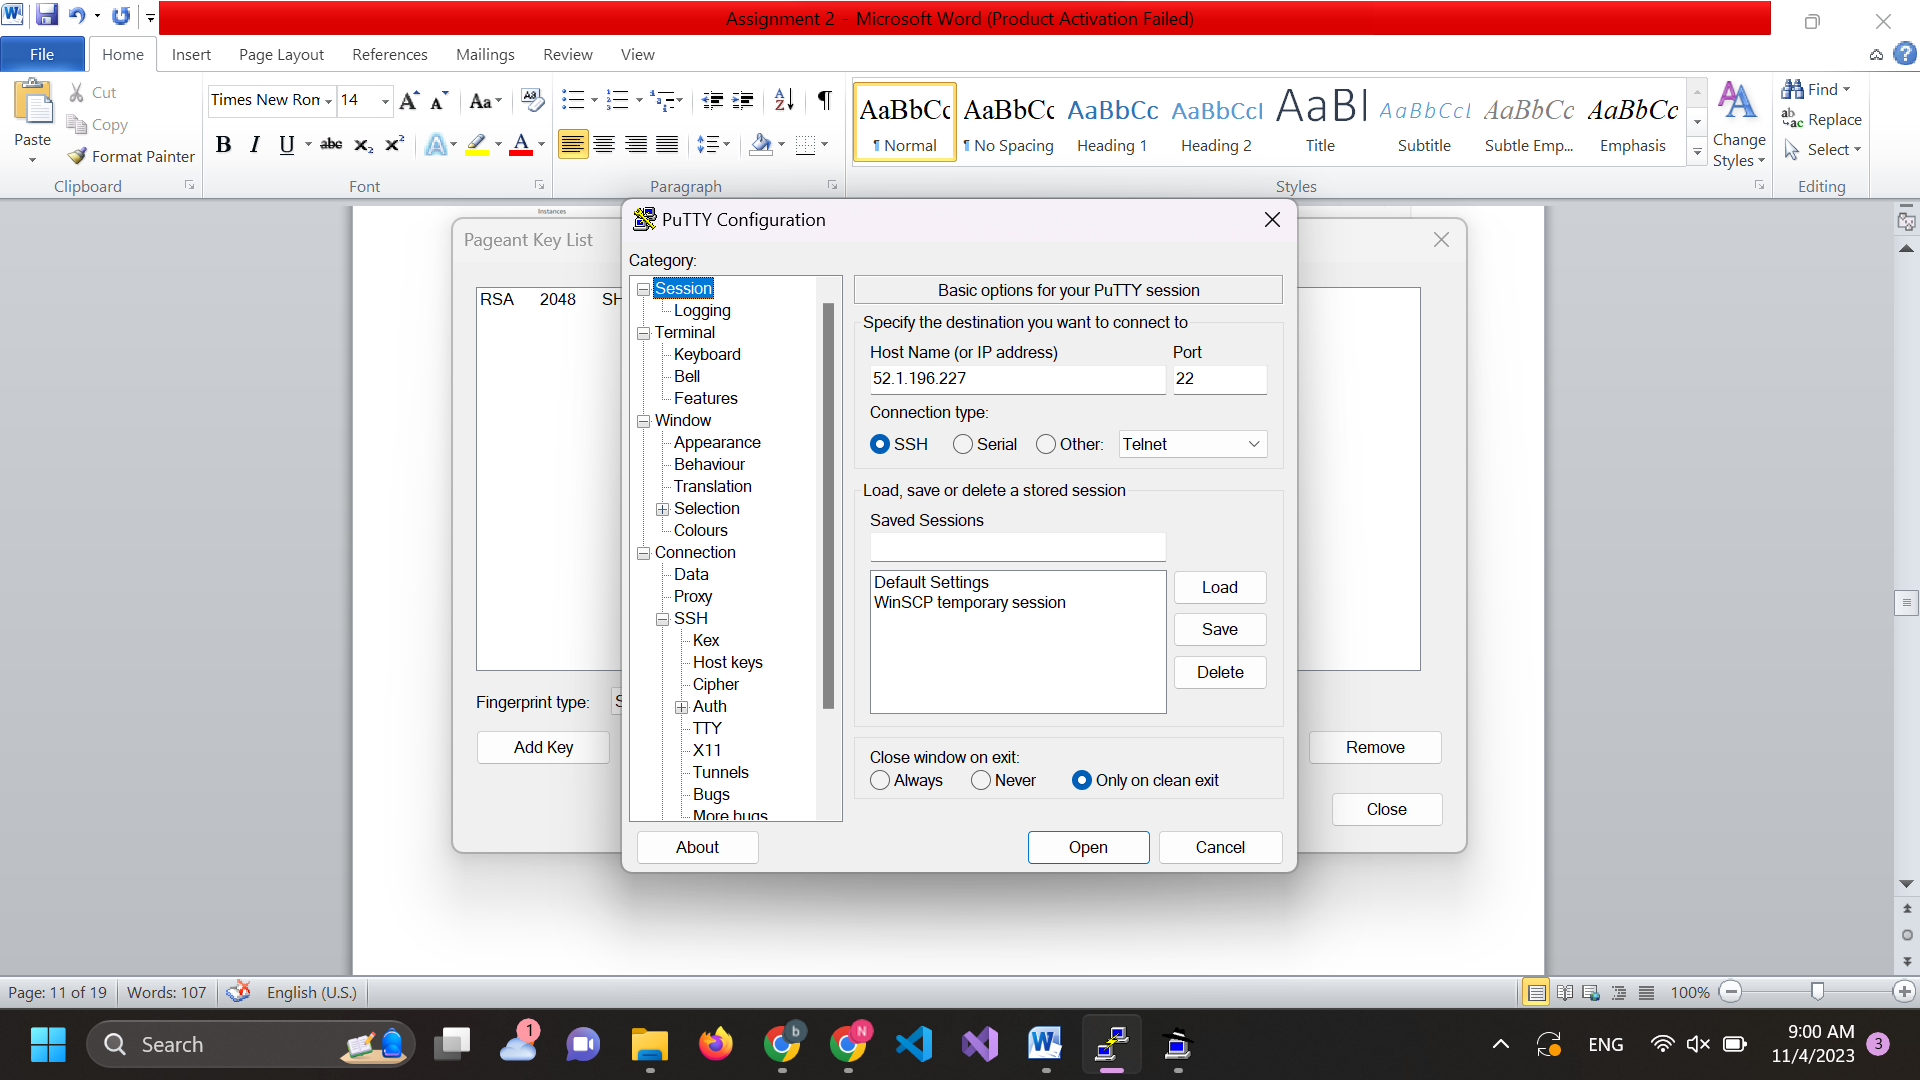 Assignment 2 - Microsoft Word (Product Activation Failed)
File Home Insert Page Layout References Mailings Review View
Paste
Cut
Copy
Format Painter
Clipboard
Times New Ron 14
Font
Paragraph
AaBbCc AaBbCc AaBbCc AaBbCcI AaBl AaBbCcl AaBbCc AaBbCc
¶ Normal ¶ No Spacing Heading 1 Heading 2 Title Subtitle Subtle Emp... Emphasis
Styles
Change
Styles
Find
Replace
Select
Editing
Instances
Pageant Key List
RSA 2048 SH
Fingerprint type: S
Add Key
Remove
Close
PuTTY Configuration
Category:
Session
Logging
Terminal
Keyboard
Bell
Features
Window
Appearance
Behaviour
Translation
Selection
Colours
Connection
Data
Proxy
SSH
Kex
Host keys
Cipher
Auth
TTY
X11
Tunnels
Bugs
More bugs
Basic options for your PuTTY session
Specify the destination you want to connect to
Host Name (or IP address) Port
52.1.196.227 22
Connection type:
SSH Serial Other: Telnet
Load, save or delete a stored session
Saved Sessions
Default Settings
WinSCP temporary session
Load
Save
Delete
Close window on exit:
Always Never Only on clean exit
About Open Cancel
Page: 11 of 19 Words: 107 English (U.S.) 100%
Search
1
b
N
ENG
9:00 AM
11/4/2023
3